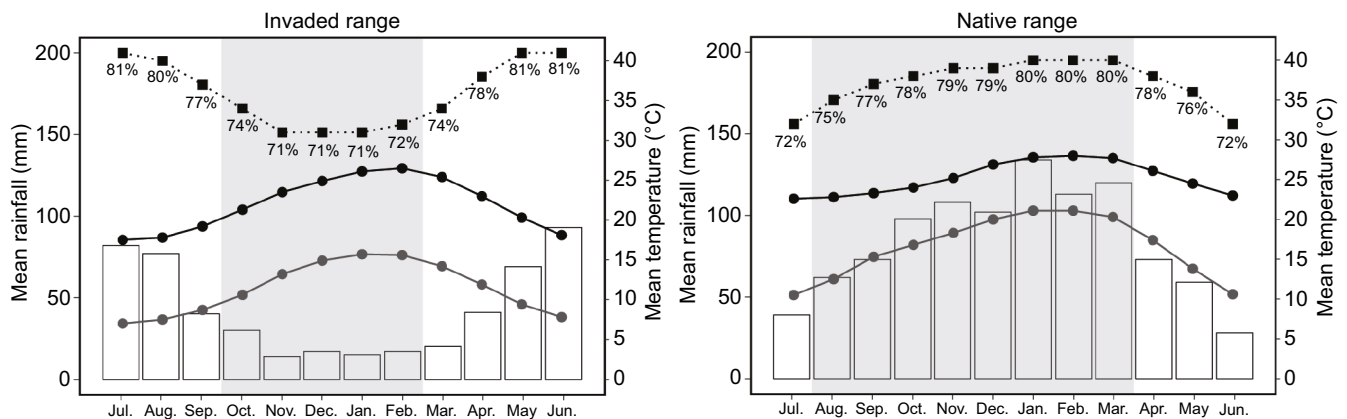 Invaded range
Mean rainfall (mm)
200
150
100
50
0
81% 80% 77% 74% 71% 71% 71% 72% 74% 78% 81% 81%
40
35
30
25
20
15
10
5
0
Mean temperature (°C)
Jul. Aug. Sep. Oct. Nov. Dec. Jan. Feb. Mar. Apr. May Jun.
Native range
Mean rainfall (mm)
200
150
100
50
0
72% 75% 77% 78% 79% 79% 80% 80% 80% 78% 76% 72%
40
35
30
25
20
15
10
5
0
Mean temperature (°C)
Jul. Aug. Sep. Oct. Nov. Dec. Jan. Feb. Mar. Apr. May Jun.